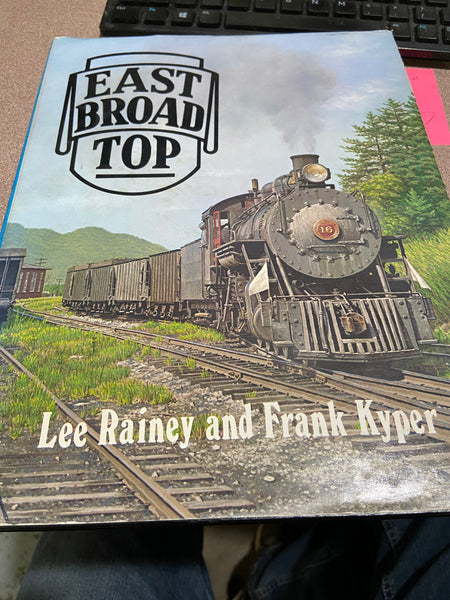 EAST
BROAD
TOP
16
Lee Rainey and Frank Kyper